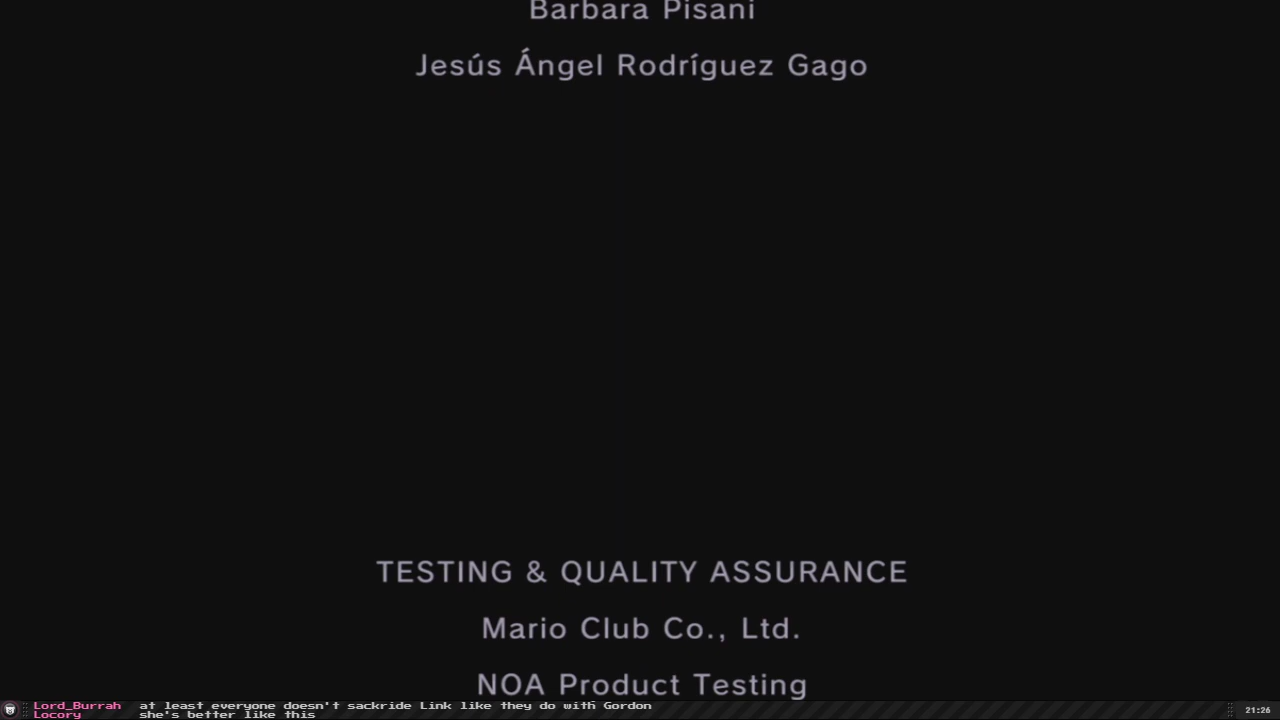 Barbara Pisani
Jesús Ángel Rodríguez Gago
TESTING & QUALITY ASSURANCE
Mario Club Co., Ltd.
NOA Product Testing
Lord_Burrah at least everyone doesn't sackride Link like they do with Gordon
Locory she's better like this
21:26